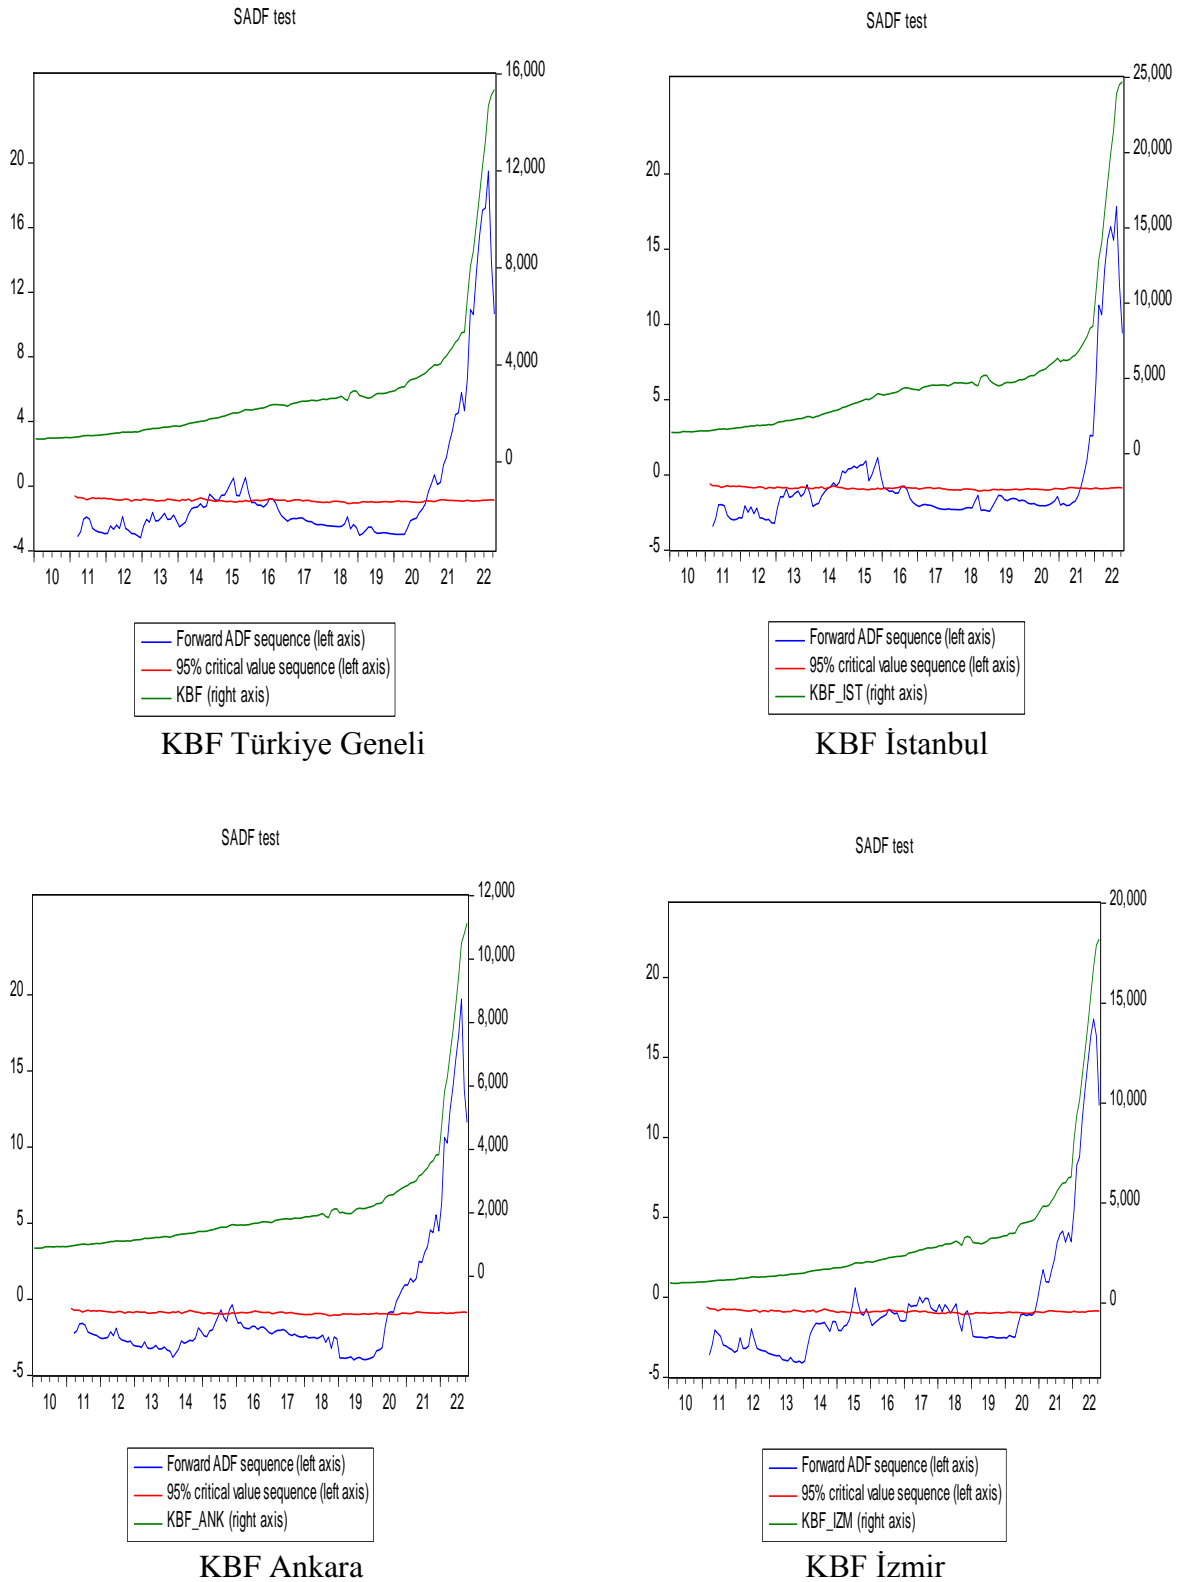 SADF test
16,000
12,000
8,000
4,000
0
20
16
12
8
4
0
-4
10 11 12 13 14 15 16 17 18 19 20 21 22
Forward ADF sequence (left axis)
95% critical value sequence (left axis)
KBF (right axis)
KBF Türkiye Geneli
SADF test
25,000
20,000
15,000
10,000
5,000
0
20
15
10
5
0
-5
10 11 12 13 14 15 16 17 18 19 20 21 22
Forward ADF sequence (left axis)
95% critical value sequence (left axis)
KBF_IST (right axis)
KBF İstanbul
SADF test
12,000
10,000
8,000
6,000
4,000
2,000
0
20
15
10
5
0
-5
10 11 12 13 14 15 16 17 18 19 20 21 22
Forward ADF sequence (left axis)
95% critical value sequence (left axis)
KBF_ANK (right axis)
KBF Ankara
SADF test
20,000
15,000
10,000
5,000
0
20
15
10
5
0
-5
10 11 12 13 14 15 16 17 18 19 20 21 22
Forward ADF sequence (left axis)
95% critical value sequence (left axis)
KBF_IZM (right axis)
KBF İzmir